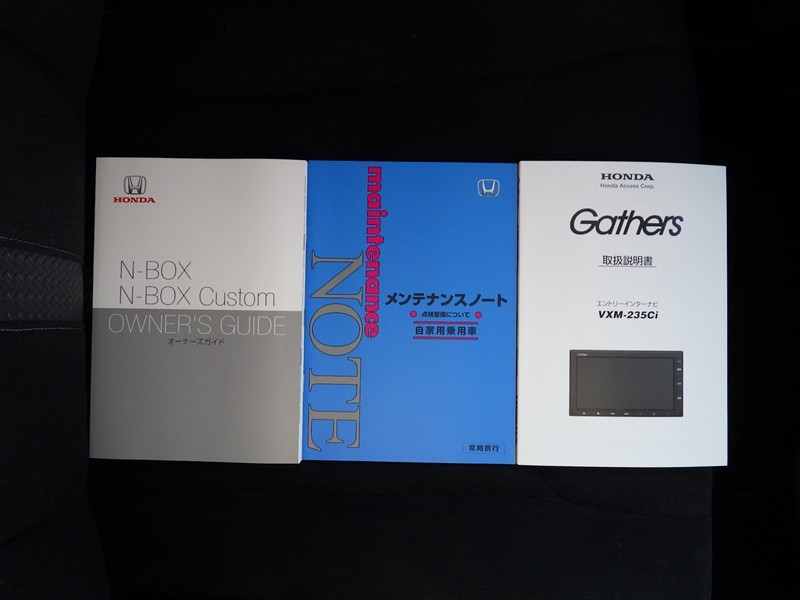 HONDA
N-BOX
N-BOX Custom
OWNER'S GUIDE
オーナーズガイド
maintenance
NOTE
メンテナンスノート
点検整備について
自家用乗用車
常時携行
HONDA
Honda Access Corp.
Gathers
取扱説明書
エントリーインターナビ
VXM-235Ci